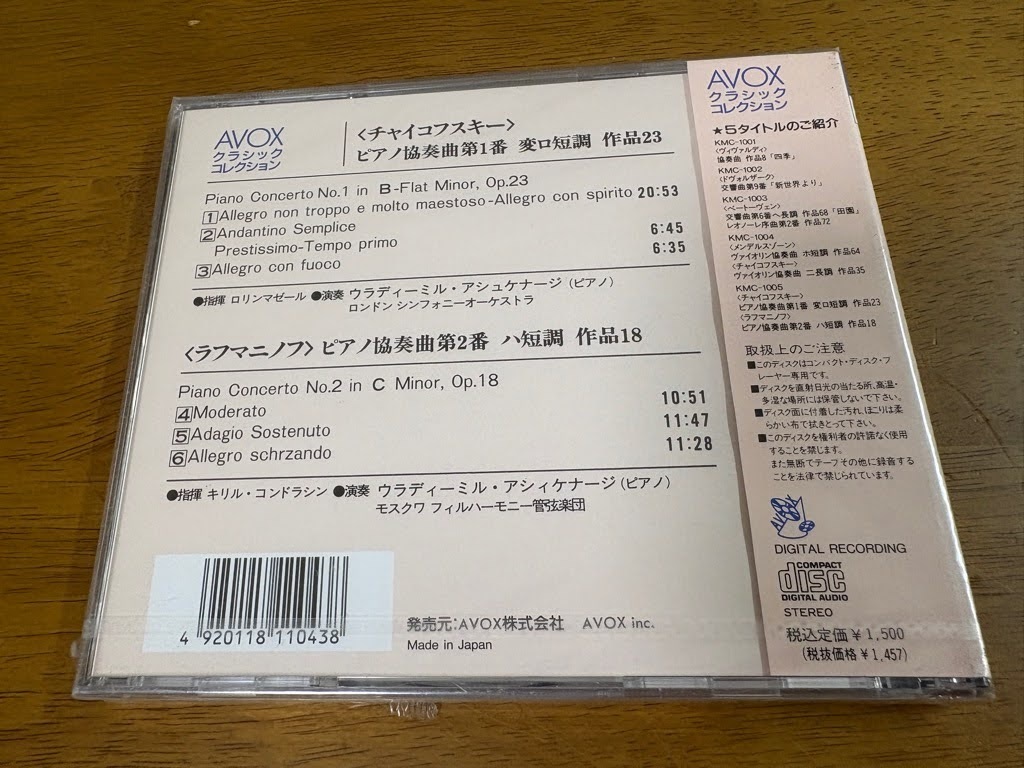 AVOX
クラシック
コレクション
〈チャイコフスキー〉
ピアノ協奏曲第1番 変ロ短調 作品23
Piano Concerto No.1 in B-Flat Minor, Op.23
1 Allegro non troppo e molto maestoso-Allegro con spirito 20:53
2 Andantino Semplice 6:45
Prestissimo-Tempo primo 6:35
3 Allegro con fuoco
●指揮 ロリンマゼール ●演奏 ウラディーミル・アシュケナージ（ピアノ）
ロンドン シンフォニーオーケストラ
〈ラフマニノフ〉ピアノ協奏曲第2番 ハ短調 作品18
Piano Concerto No.2 in C Minor, Op.18
4 Moderato 10:51
5 Adagio Sostenuto 11:47
6 Allegro schrzando 11:28
●指揮 キリル・コンドラシン ●演奏 ウラディーミル・アシィケナージ（ピアノ）
モスクワ フィルハーモニー管弦楽団
4 920118 110438
発売元:AVOX株式会社 AVOX inc.
Made in Japan
AVOX
クラシック
コレクション
★5タイトルのご紹介
KMC-1001
〈ヴィヴァルディ〉
協奏曲 作品8「四季」
KMC-1002
〈ドヴォルザーク〉
交響曲第9番「新世界より」
KMC-1003
〈ベートーヴェン〉
交響曲第6番ヘ長調 作品68「田園」
レオノーレ序曲第2番 作品72
KMC-1004
〈メンデルスゾーン〉
ヴァイオリン協奏曲 ホ短調 作品64
〈チャイコフスキー〉
ヴァイオリン協奏曲 ニ長調 作品35
KMC-1005
〈チャイコフスキー〉
ピアノ協奏曲第1番 変ロ短調 作品23
〈ラフマニノフ〉
ピアノ協奏曲第2番 ハ短調 作品18
取扱上のご注意
■このディスクはコンパクト・ディスク・プ
レーヤー専用です。
■ディスクを直射日光の当たる所、高温・
多湿な場所には保管しないで下さい。
■ディスク面に付着した汚れ、ほこりは柔
らかい布で拭きとって下さい。
■このディスクを権利者の許諾なく使用
することを禁じます。
また無断でテープその他に録音する
ことを法律で禁じられています。
AVOX
DIGITAL RECORDING
COMPACT
disc
DIGITAL AUDIO
STEREO
税込定価￥1,500
(税抜価格￥1,457)